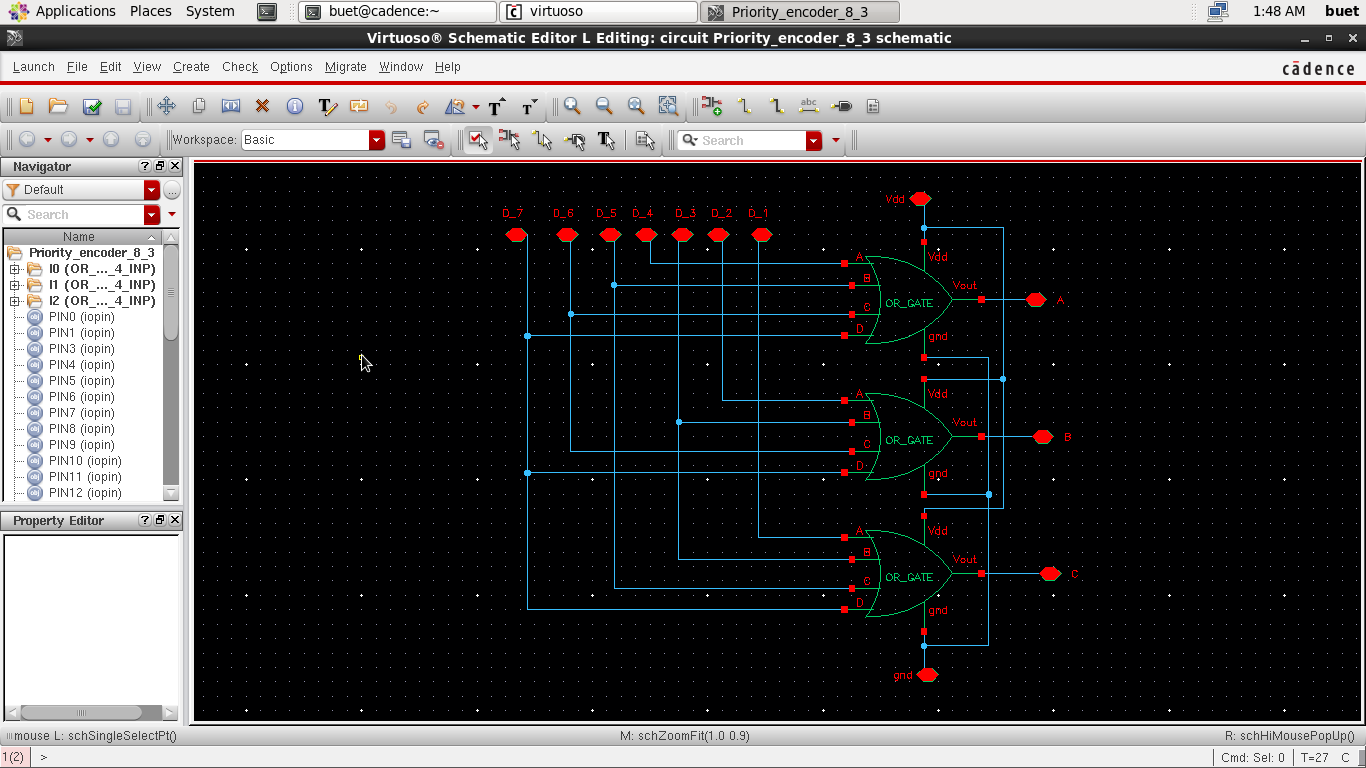 Applications Places System buet@cadence:~ virtuoso Priority_encoder_8_3 1:48 AM buet
Virtuoso® Schematic Editor L Editing: circuit Priority_encoder_8_3 schematic
Launch File Edit View Create Check Options Migrate Window Help cādence
abc
Workspace: Basic Search
Navigator
Default
Search
Name
Priority_encoder_8_3
I0 (OR_..._4_INP)
I1 (OR_..._4_INP)
I2 (OR_..._4_INP)
PIN0 (iopin)
PIN1 (iopin)
PIN3 (iopin)
PIN4 (iopin)
PIN5 (iopin)
PIN6 (iopin)
PIN7 (iopin)
PIN8 (iopin)
PIN9 (iopin)
PIN10 (iopin)
PIN11 (iopin)
PIN12 (iopin)
Property Editor
Vdd
D_7 D_6 D_5 D_4 D_3 D_2 D_1
A Vdd
B Vout
C OR_GATE A
D gnd
A Vdd
B Vout
C OR_GATE B
D gnd
A Vdd
B Vout
C OR_GATE C
D gnd
gnd
mouse L: schSingleSelectPt() M: schZoomFit(1.0 0.9) R: schHiMousePopUp()
1(2) > Cmd: Sel: 0 T=27 C